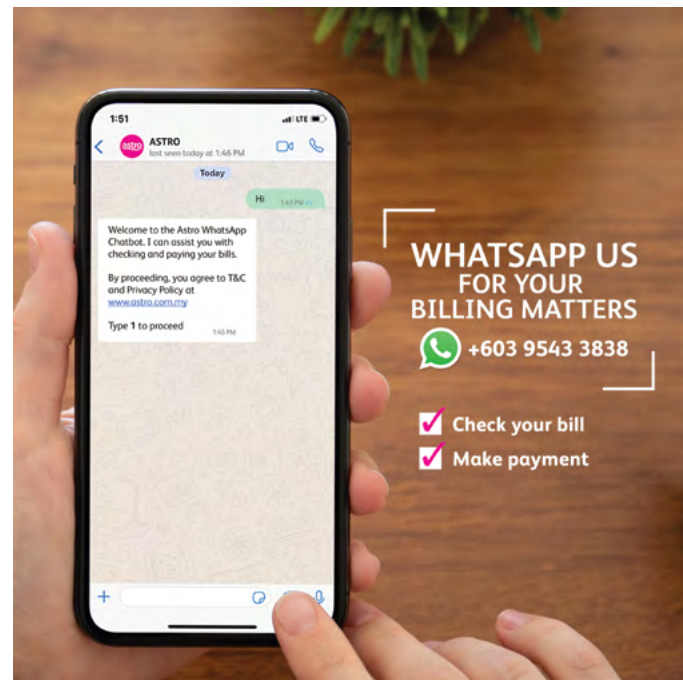 1:51
LTE
astro
ASTRO
last seen today at 1:46 PM
Today
Hi
1:43 PM
Welcome to the Astro WhatsApp
Chatbot. I can assist you with
checking and paying your bills.
By proceeding, you agree to T&C
and Privacy Policy at
www.astro.com.my
Type 1 to proceed
1:45 PM
WHATSAPP US
FOR YOUR
BILLING MATTERS
+603 9543 3838
Check your bill
Make payment